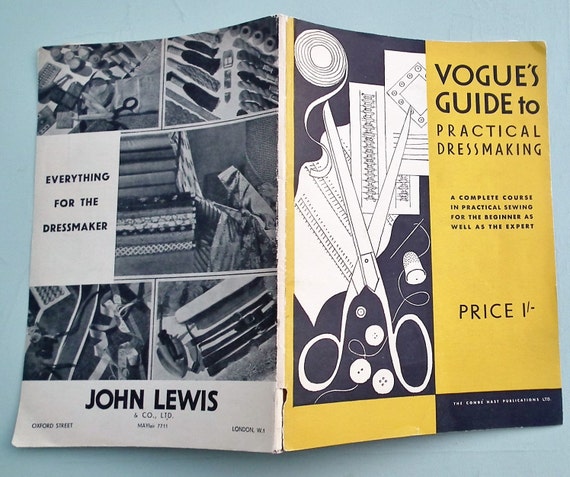 EVERYTHING
FOR THE
DRESSMAKER
JOHN LEWIS
& CO., LTD.
OXFORD STREET
MAYfair 7711
LONDON, W.1
VOGUE'S
GUIDE to
PRACTICAL
DRESSMAKING
A COMPLETE COURSE
IN PRACTICAL SEWING
FOR THE BEGINNER AS
WELL AS THE EXPERT
PRICE 1/-
THE CONDÉ NAST PUBLICATIONS LTD.